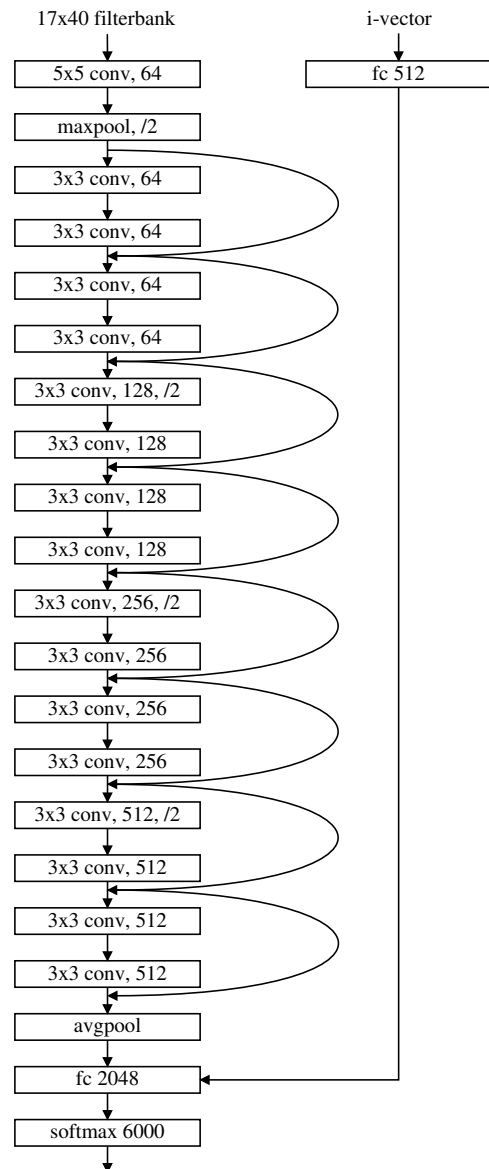 17x40 filterbank
i-vector
5x5 conv, 64
fc 512
maxpool, /2
3x3 conv, 64
3x3 conv, 64
3x3 conv, 64
3x3 conv, 64
3x3 conv, 128, /2
3x3 conv, 128
3x3 conv, 128
3x3 conv, 128
3x3 conv, 256, /2
3x3 conv, 256
3x3 conv, 256
3x3 conv, 256
3x3 conv, 512, /2
3x3 conv, 512
3x3 conv, 512
3x3 conv, 512
avgpool
fc 2048
softmax 6000